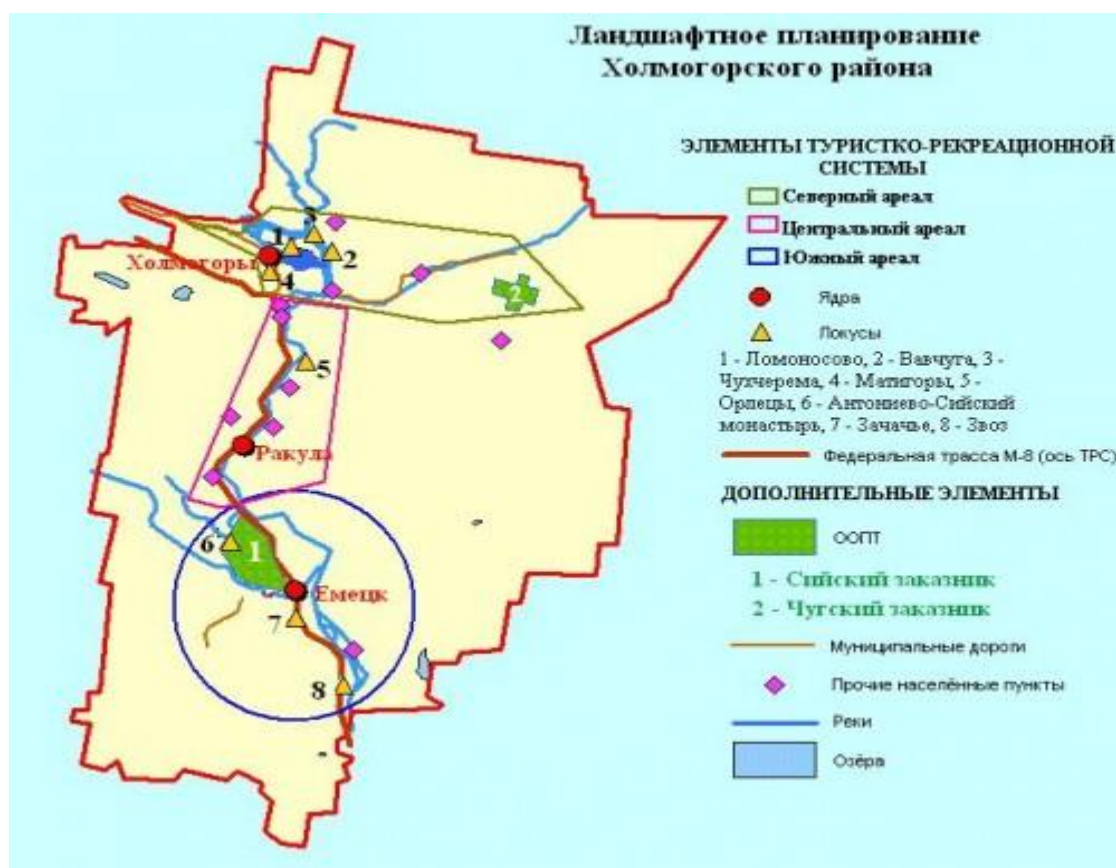 Ландшафтное планирование
Холмогорского района
ЭЛЕМЕНТЫ ТУРИСТКО-РЕКРЕАЦИОННОЙ
СИСТЕМЫ
Северный ареал
Центральный ареал
Южный ареал
Ядра
Локусы
1 - Ломоносово, 2 - Вавчуга, 3 -
Чухчерема, 4 - Матигоры, 5 -
Орлецы, 6 - Антониево-Сийский
монастырь, 7 - Зачачье, 8 - Звоз
Федеральная трасса М-8 (ось ТРС)
ДОПОЛНИТЕЛЬНЫЕ ЭЛЕМЕНТЫ
ООПТ
1 - Сийский заказник
2 - Чугский заказник
Муниципальные дороги
Прочие населённые пункты
Реки
Озёра
3
1
2
Холмогоры
4
2
5
Ракула
6
1
Емецк
7
8